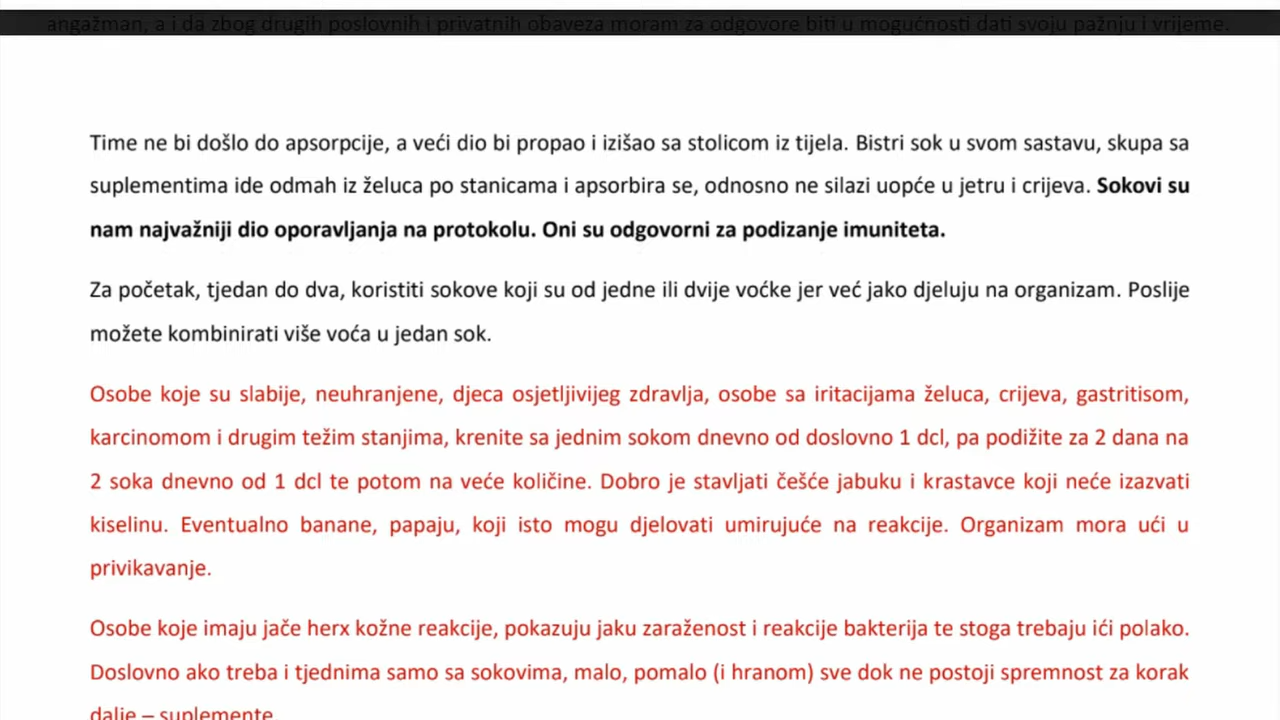 angažman, a i da zbog drugih poslovnih i privatnih obaveza moram za odgovore biti u mogućnosti dati svoju pažnju i vrijeme.
Time ne bi došlo do apsorpcije, a veći dio bi propao i izišao sa stolicom iz tijela. Bistri sok u svom sastavu, skupa sa
suplementima ide odmah iz želuca po stanicama i apsorbira se, odnosno ne silazi uopće u jetru i crijeva. Sokovi su
nam najvažniji dio oporavljanja na protokolu. Oni su odgovorni za podizanje imuniteta.
Za početak, tjedan do dva, koristiti sokove koji su od jedne ili dvije voćke jer već jako djeluju na organizam. Poslije
možete kombinirati više voća u jedan sok.
Osobe koje su slabije, neuhranjene, djeca osjetljivijeg zdravlja, osobe sa iritacijama želuca, crijeva, gastritisom,
karcinomom i drugim težim stanjima, krenite sa jednim sokom dnevno od doslovno 1 dcl, pa podižite za 2 dana na
2 soka dnevno od 1 dcl te potom na veće količine. Dobro je stavljati češće jabuku i krastavce koji neće izazvati
kiselinu. Eventualno banane, papaju, koji isto mogu djelovati umirujuće na reakcije. Organizam mora ući u
privikavanje.
Osobe koje imaju jače herx kožne reakcije, pokazuju jaku zaraženost i reakcije bakterija te stoga trebaju ići polako.
Doslovno ako treba i tjednima samo sa sokovima, malo, pomalo (i hranom) sve dok ne postoji spremnost za korak
dalje – suplemente.